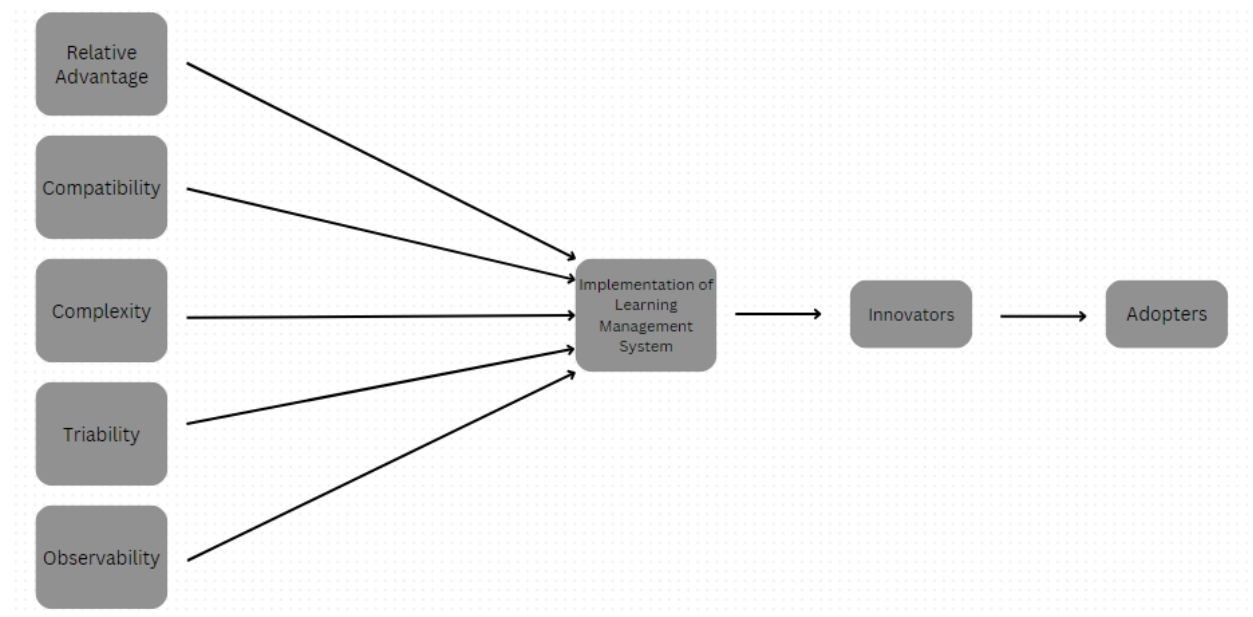 Relative
Advantage
Compatibility
Complexity
Triability
Observability
Implementation of
Learning
Management
System
Innovators
Adopters